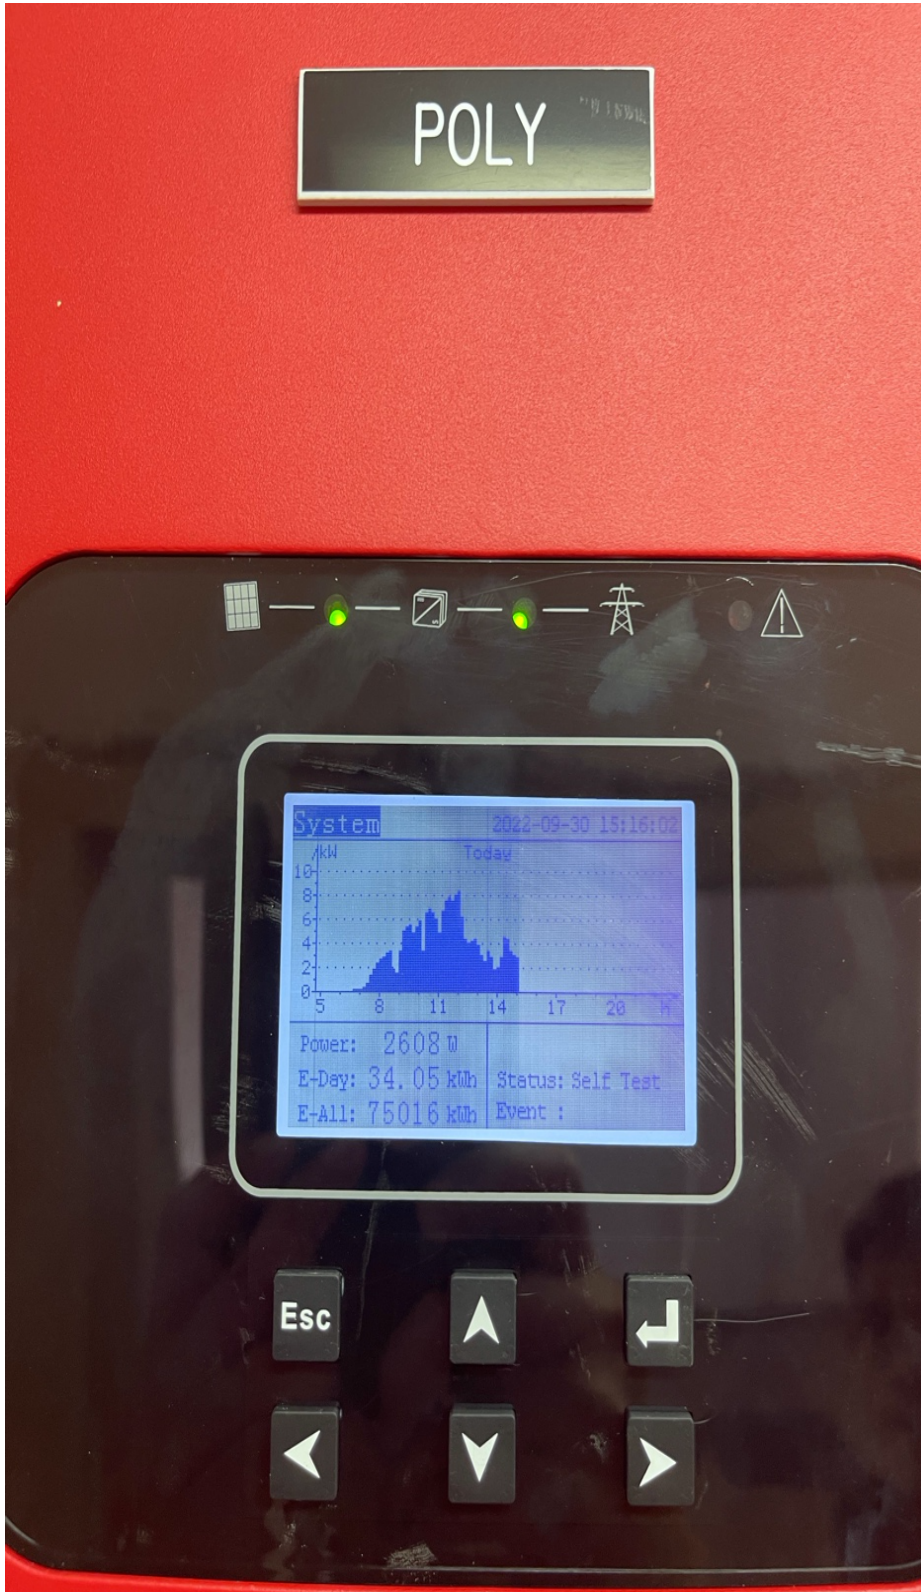 POLY
System 2022-09-30 15:16:02
/kW Today
10
8
6
4
2
0
5 8 11 14 17 20 H
Power: 2608 W
E-Day: 34.05 kWh Status: Self Test
E-All: 75016 kWh Event :
Esc